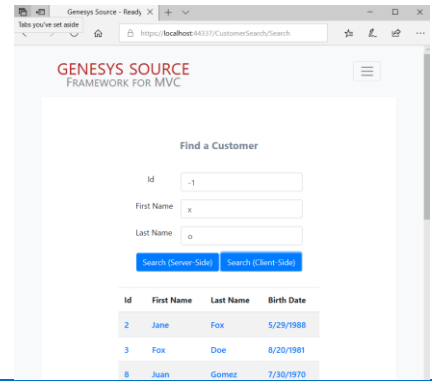 Genesys Source - Ready
Tabs you've set aside
https://localhost:44337/CustomerSearch/Search
GENESYS SOURCE
FRAMEWORK FOR MVC
Find a Customer
Id
-1
First Name
x
Last Name
o
Search (Server-Side) Search (Client-Side)
Id First Name Last Name Birth Date
2 Jane Fox 5/29/1988
3 Fox Doe 8/20/1981
8 Juan Gomez 7/30/1970